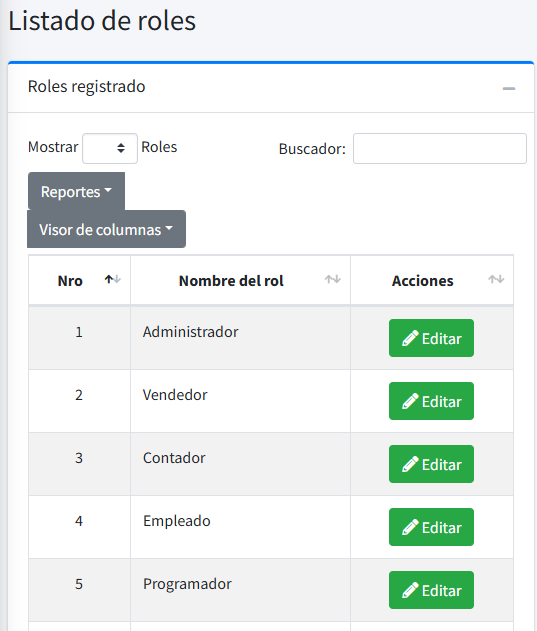 Listado de roles
Roles registrado
Mostrar Roles Buscador:
Reportes
Visor de columnas
Nro Nombre del rol Acciones
1 Administrador Editar
2 Vendedor Editar
3 Contador Editar
4 Empleado Editar
5 Programador Editar